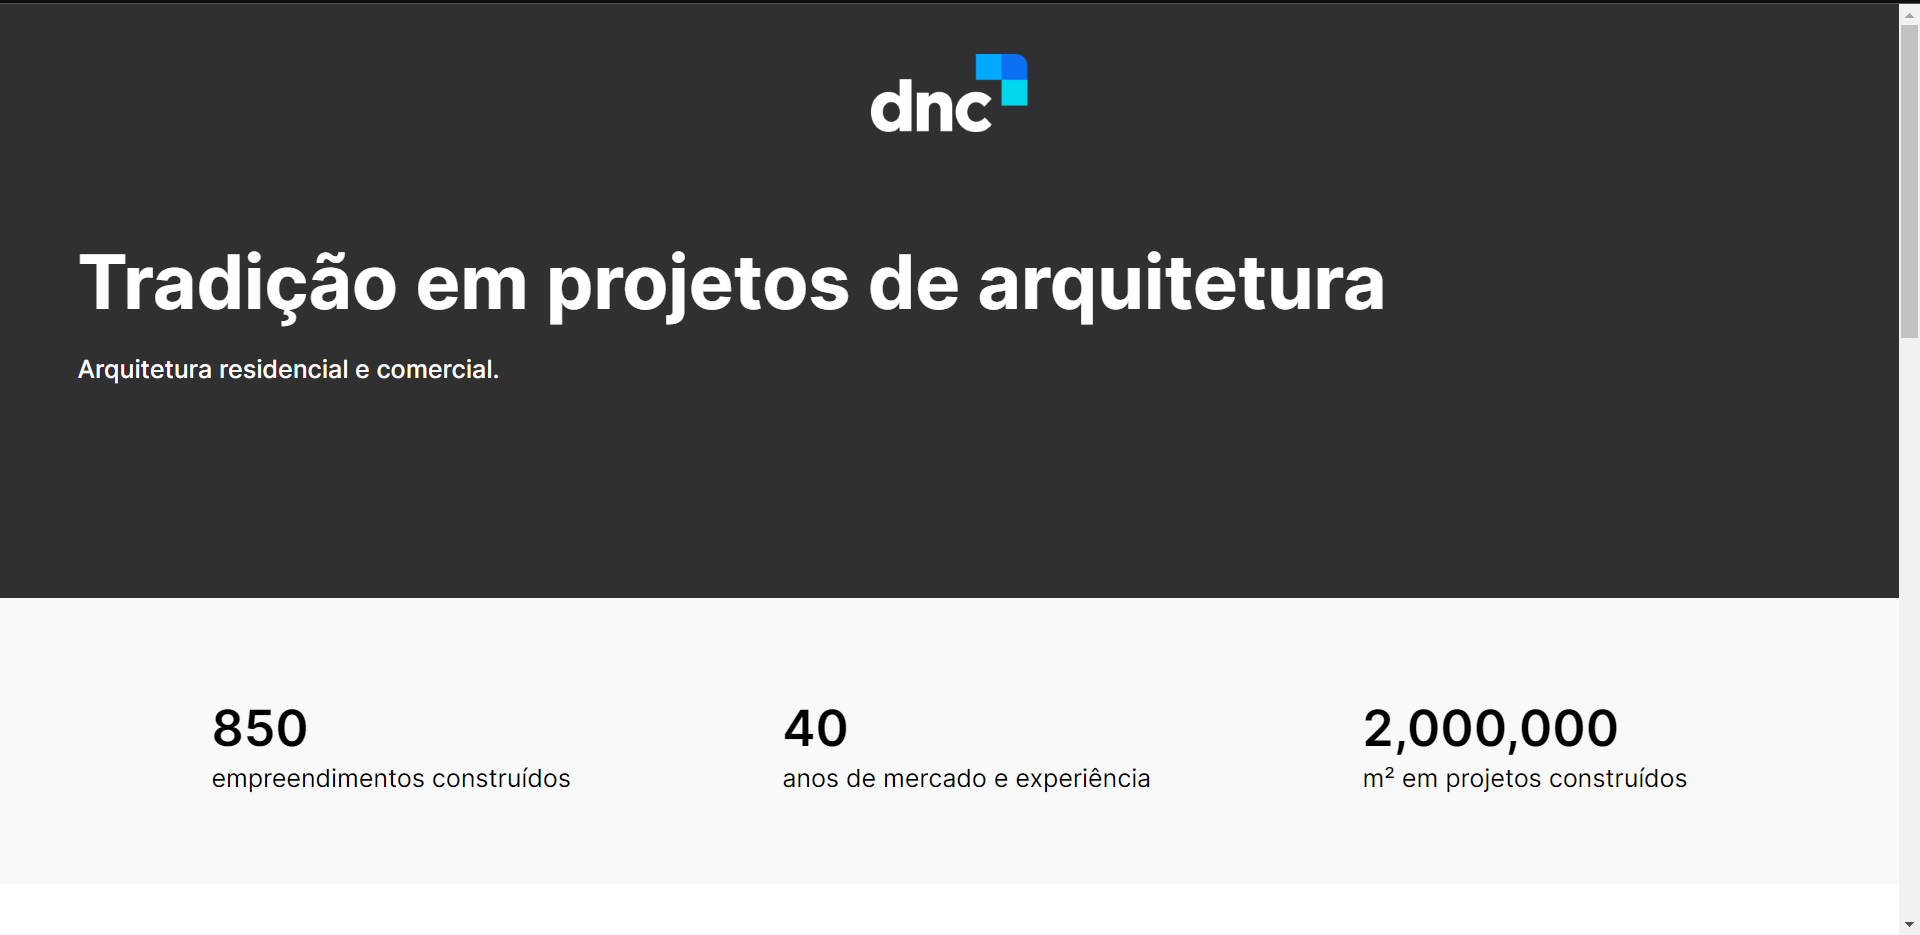 dnc
Tradição em projetos de arquitetura
Arquitetura residencial e comercial.
850
empreendimentos construídos
40
anos de mercado e experiência
2,000,000
m² em projetos construídos